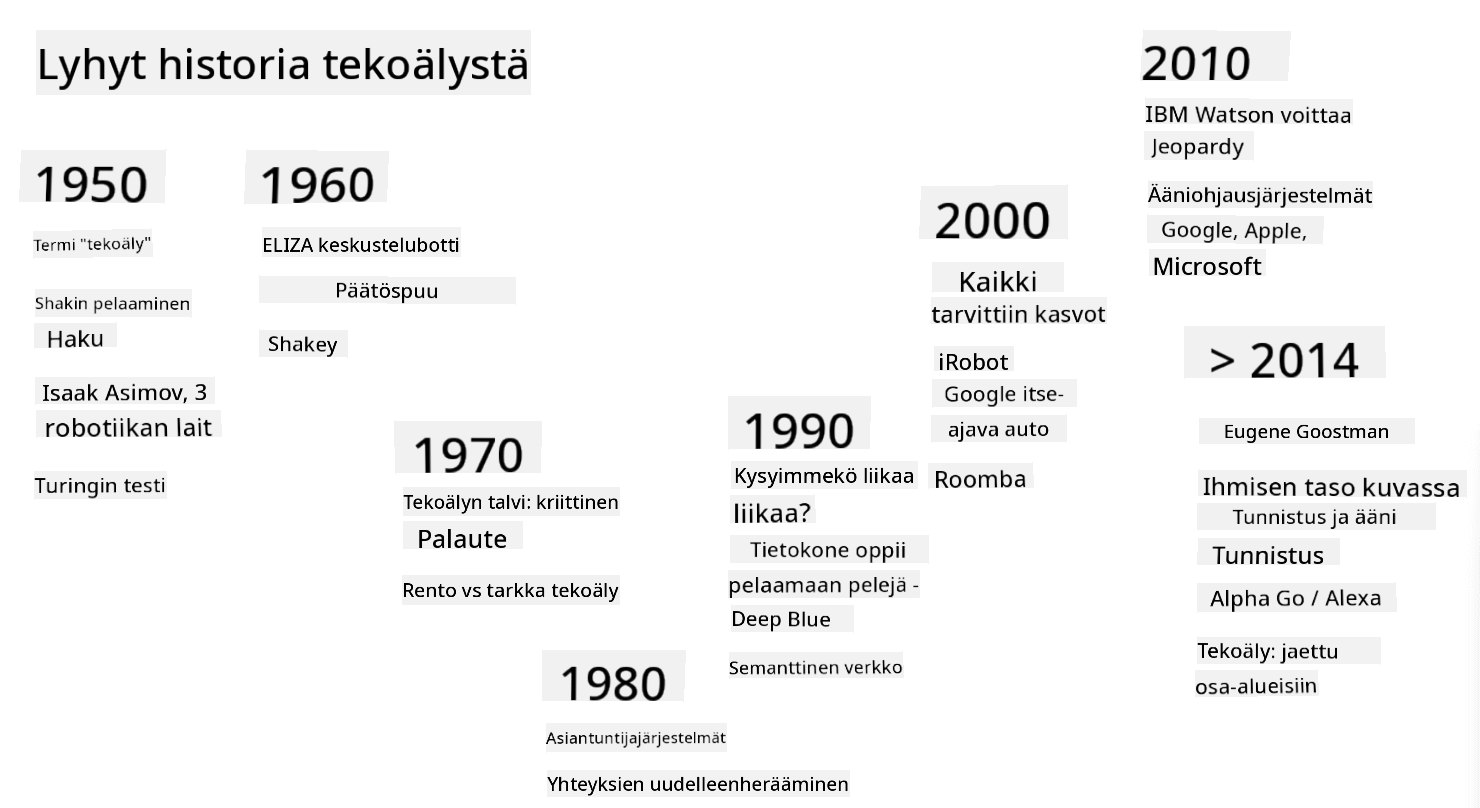 Lyhyt historia tekoälystä
1950
Termi "tekoäly"
Shakin pelaaminen
Haku
Isaak Asimov, 3
robotiikan lait
Turingin testi
1960
ELIZA keskustelubotti
Päätöspuu
Shakey
1970
Tekoälyn talvi: kriittinen
Palaute
Rento vs tarkka tekoäly
1980
Asiantuntijajärjestelmät
Yhteyksien uudelleenherääminen
1990
Kysyimmekö liikaa
liikaa?
Tietokone oppii
pelaamaan pelejä -
Deep Blue
Semanttinen verkko
2000
Kaikki
tarvittiin kasvot
iRobot
Google itse-
ajava auto
Roomba
2010
IBM Watson voittaa
Jeopardy
Ääniohjausjärjestelmät
Google, Apple,
Microsoft
> 2014
Eugene Goostman
Ihmisen taso kuvassa
Tunnistus ja ääni
Tunnistus
Alpha Go / Alexa
Tekoäly: jaettu
osa-alueisiin